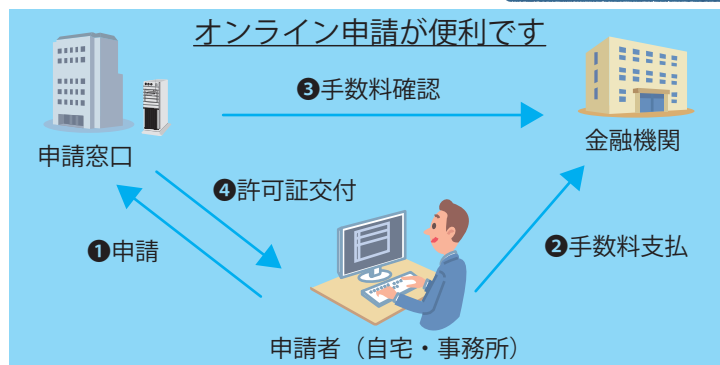 オンライン申請が便利です
❸手数料確認
申請窓口
金融機関
❹許可証交付
❶申請
❷手数料支払
申請者（自宅・事務所）